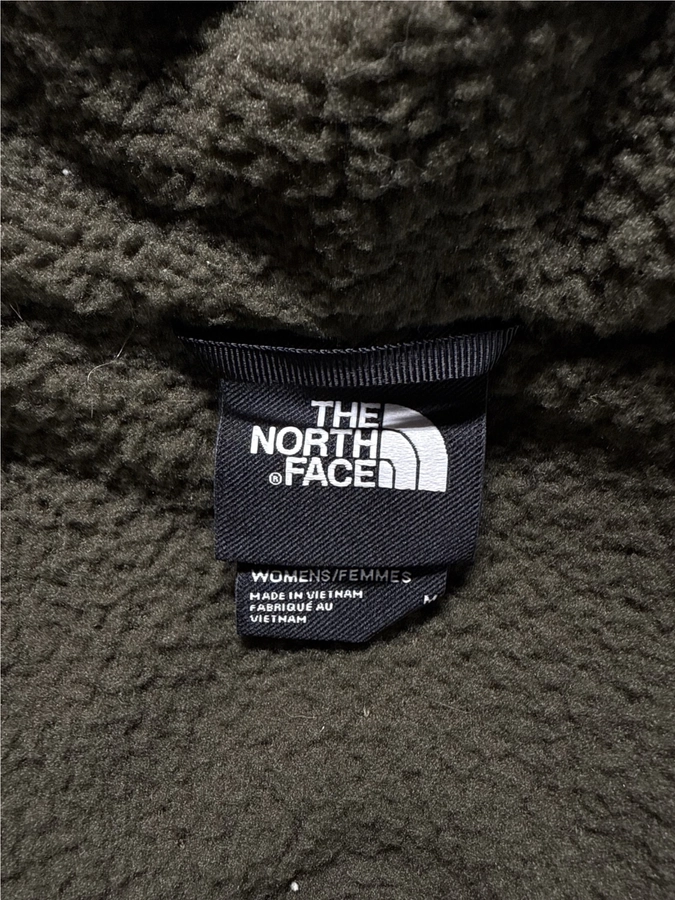 THE
NORTH
® FACE
WOMENS/FEMMES
MADE IN VIETNAM
FABRIQUÉ AU
VIETNAM
M